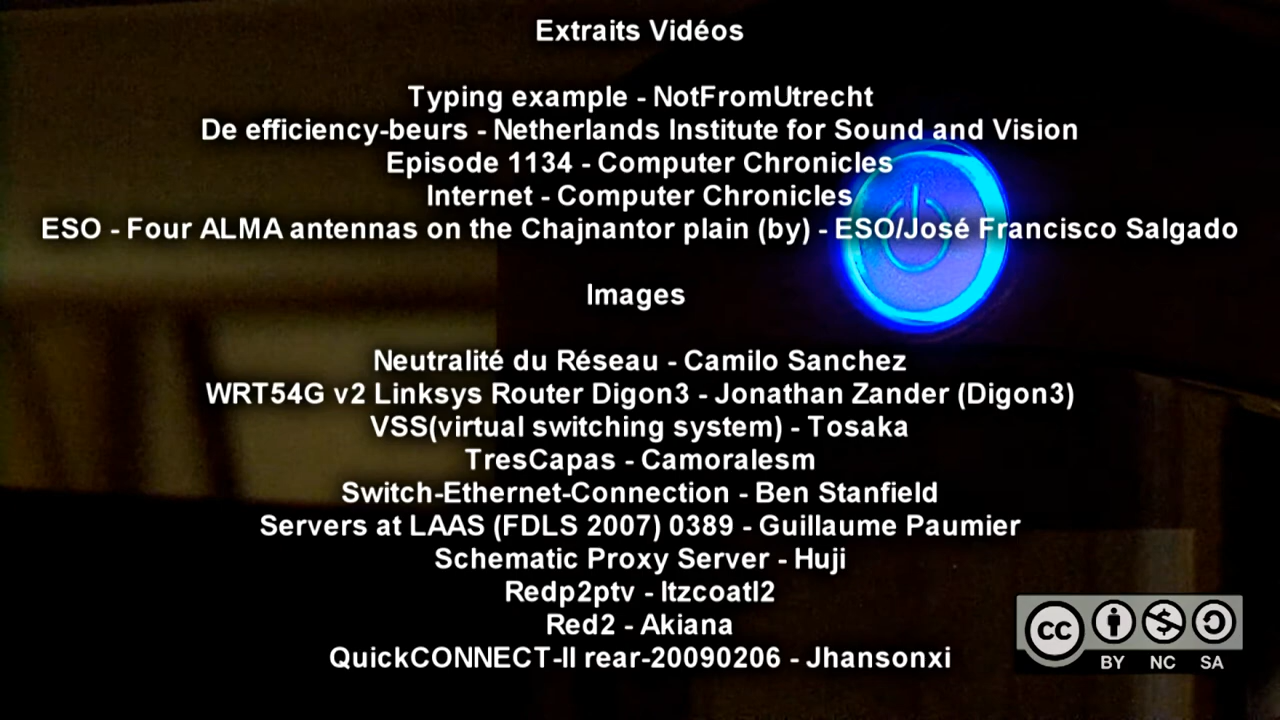 Extraits Vidéos
Typing example - NotFromUtrecht
De efficiency-beurs - Netherlands Institute for Sound and Vision
Episode 1134 - Computer Chronicles
Internet - Computer Chronicles
ESO - Four ALMA antennas on the Chajnantor plain (by) - ESO/José Francisco Salgado
Images
Neutralité du Réseau - Camilo Sanchez
WRT54G v2 Linksys Router Digon3 - Jonathan Zander (Digon3)
VSS(virtual switching system) - Tosaka
TresCapas - Camoralesm
Switch-Ethernet-Connection - Ben Stanfield
Servers at LAAS (FDLS 2007) 0389 - Guillaume Paumier
Schematic Proxy Server - Huji
Redp2ptv - Itzcoatl2
Red2 - Akiana
QuickCONNECT-II rear-20090206 - Jhansonxi
CC
BY NC SA